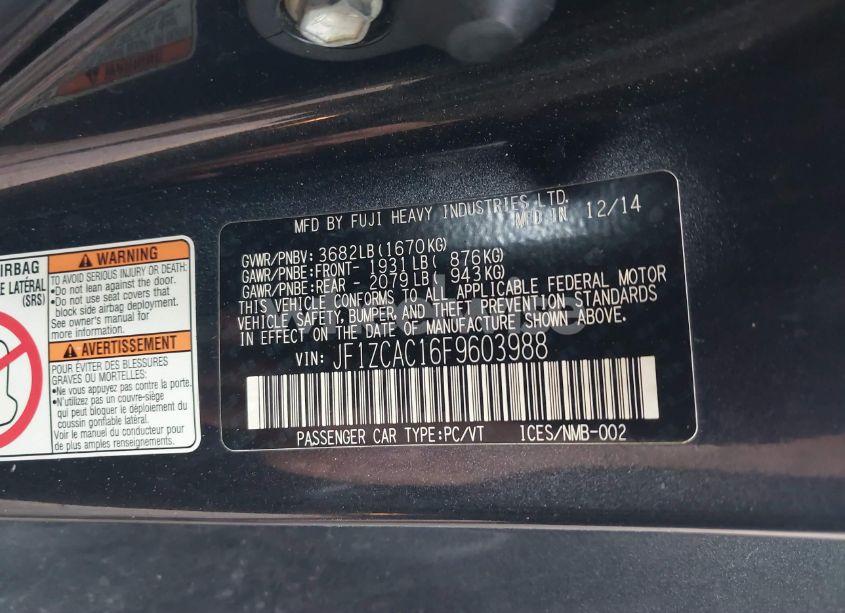 MFD BY FUJI HEAVY INDUSTRIES LTD.
MFD IN 12/14
GVWR/PNBV: 3682LB(1670KG)
GAWR/PNBE:FRONT- 1931LB( 876KG)
GAWR/PNBE:REAR - 2079LB( 943KG)
THIS VEHICLE CONFORMS TO ALL APPLICABLE FEDERAL MOTOR
VEHICLE SAFETY, BUMPER, AND THEFT PREVENTION STANDARDS
IN EFFECT ON THE DATE OF MANUFACTURE SHOWN ABOVE.
VIN: JF1ZCAC16F9603988
PASSENGER CAR TYPE:PC/VT ICES/NMB-002
AIRBAG
LATÉRAL
(SRS)
WARNING
TO AVOID SERIOUS INJURY OR DEATH:
•Do not lean against the door.
•Do not use seat covers that
block side airbag deployment.
See owner's manual for
more information.
AVERTISSEMENT
POUR ÉVITER DES BLESSURES
GRAVES OU MORTELLES:
•Ne vous appuyez pas contre la porte.
•N'utilisez pas un couvre-siège
qui peut bloquer le déploiement du
coussin gonflable latéral.
Voir le manuel du conducteur pour
de plus amples renseignements.